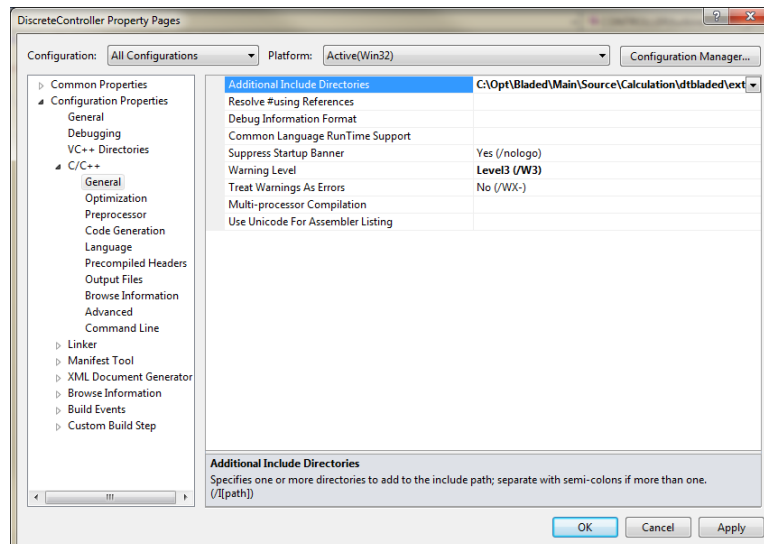 DiscreteController Property Pages
Configuration: All Configurations Platform: Active(Win32) Configuration Manager...
Common Properties
Configuration Properties
General
Debugging
VC++ Directories
C/C++
General
Optimization
Preprocessor
Code Generation
Language
Precompiled Headers
Output Files
Browse Information
Advanced
Command Line
Linker
Manifest Tool
XML Document Generator
Browse Information
Build Events
Custom Build Step
Additional Include Directories C:\Opt\Bladed\Main\Source\Calculation\dtbladed\ext
Resolve #using References
Debug Information Format
Common Language RunTime Support
Suppress Startup Banner Yes (/nologo)
Warning Level Level3 (/W3)
Treat Warnings As Errors No (/WX-)
Multi-processor Compilation
Use Unicode For Assembler Listing
Additional Include Directories
Specifies one or more directories to add to the include path; separate with semi-colons if more than one.
(/I[path])
OK Cancel Apply